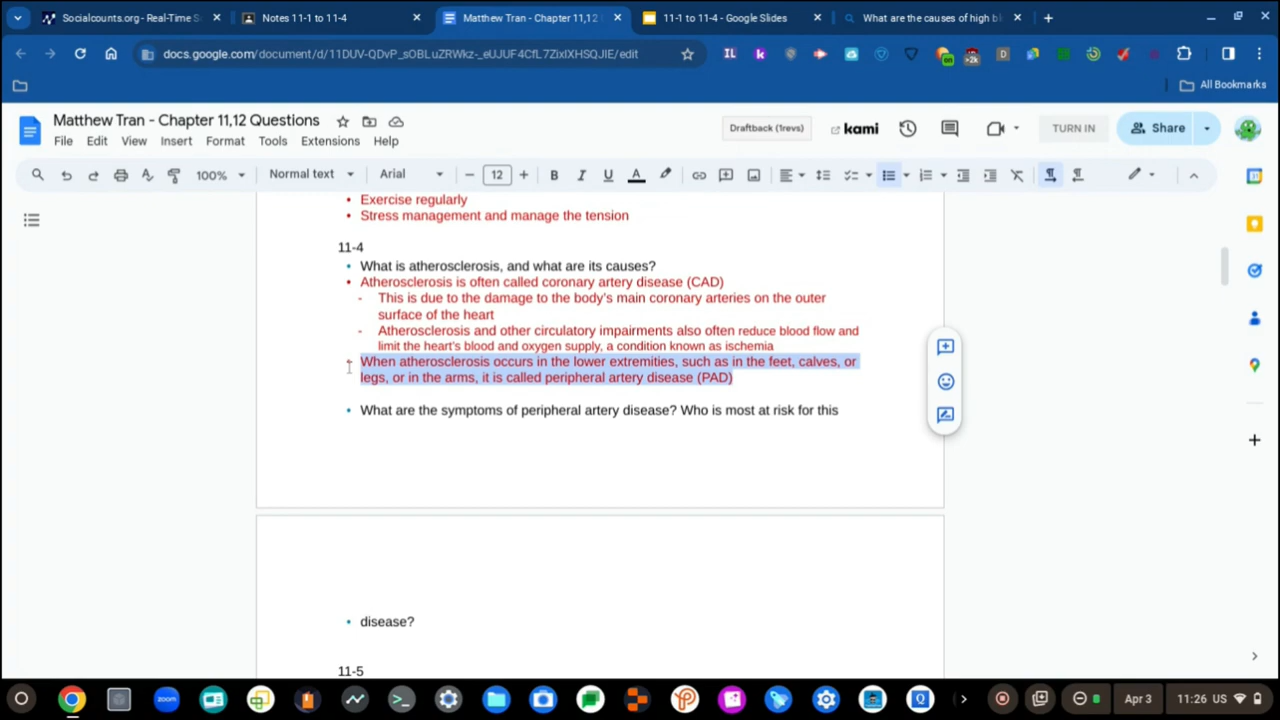 Socialcounts.org - Real-Time S
Notes 11-1 to 11-4
Matthew Tran - Chapter 11,12
11-1 to 11-4 - Google Slides
What are the causes of high bl
docs.google.com/document/d/11DUV-QDvP_sOBLuZRWkz-_eUJUF4CfL7ZixIXHSQJIE/edit
All Bookmarks
Matthew Tran - Chapter 11,12 Questions
Draftback (1revs)
kami
TURN IN
Share
File Edit View Insert Format Tools Extensions Help
100%
Normal text
Arial
12
Exercise regularly
Stress management and manage the tension
11-4
What is atherosclerosis, and what are its causes?
Atherosclerosis is often called coronary artery disease (CAD)
- This is due to the damage to the body's main coronary arteries on the outer
surface of the heart
- Atherosclerosis and other circulatory impairments also often reduce blood flow and
limit the heart's blood and oxygen supply, a condition known as ischemia
When atherosclerosis occurs in the lower extremities, such as in the feet, calves, or
legs, or in the arms, it is called peripheral artery disease (PAD)
What are the symptoms of peripheral artery disease? Who is most at risk for this
disease?
11-5
Apr 3
11:26 US